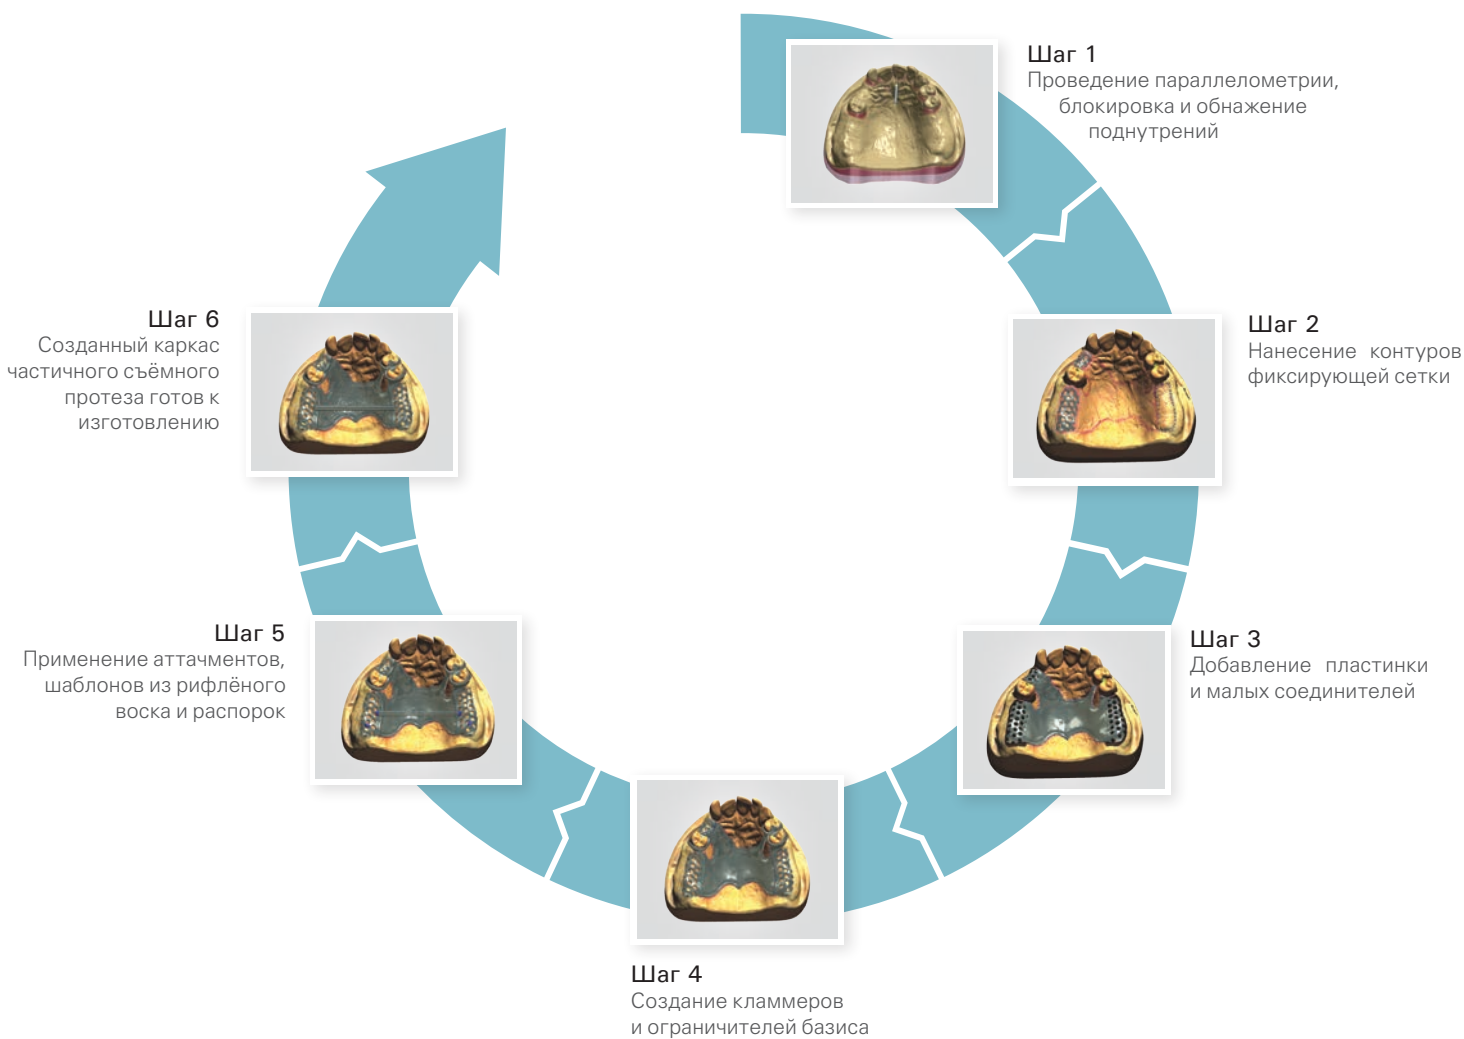 Шаг 1
Проведение параллелометрии,
блокировка и обнажение
поднутрений
Шаг 2
Нанесение контуров
фиксирующей сетки
Шаг 3
Добавление пластинки
и малых соединителей
Шаг 4
Создание кламмеров
и ограничителей базиса
Шаг 5
Применение аттачментов,
шаблонов из рифлёного
воска и распорок
Шаг 6
Созданный каркас
частичного съёмного
протеза готов к
изготовлению